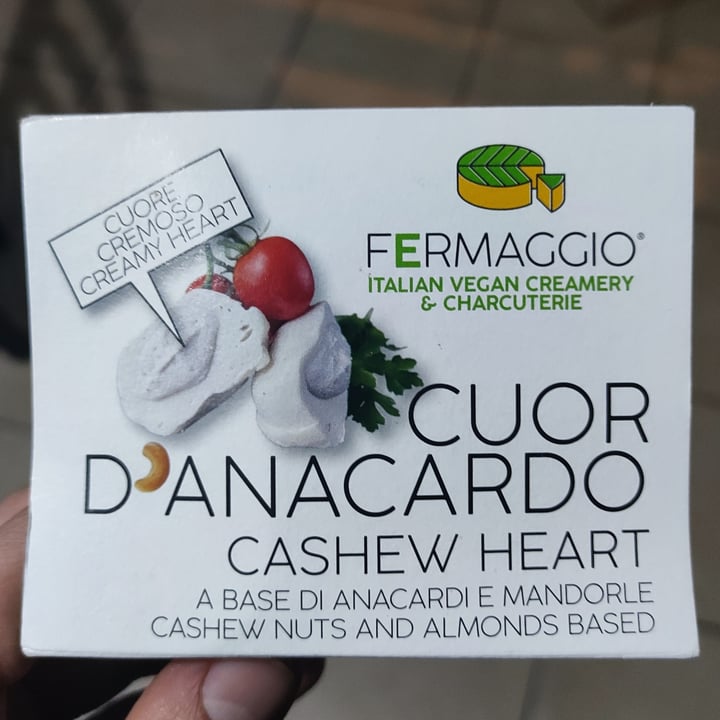 CUORE
CREMOSO
CREAMY HEART
FERMAGGIO®
ITALIAN VEGAN CREAMERY
& CHARCUTERIE
CUOR
D'ANACARDO
CASHEW HEART
A BASE DI ANACARDI E MANDORLE
CASHEW NUTS AND ALMONDS BASED